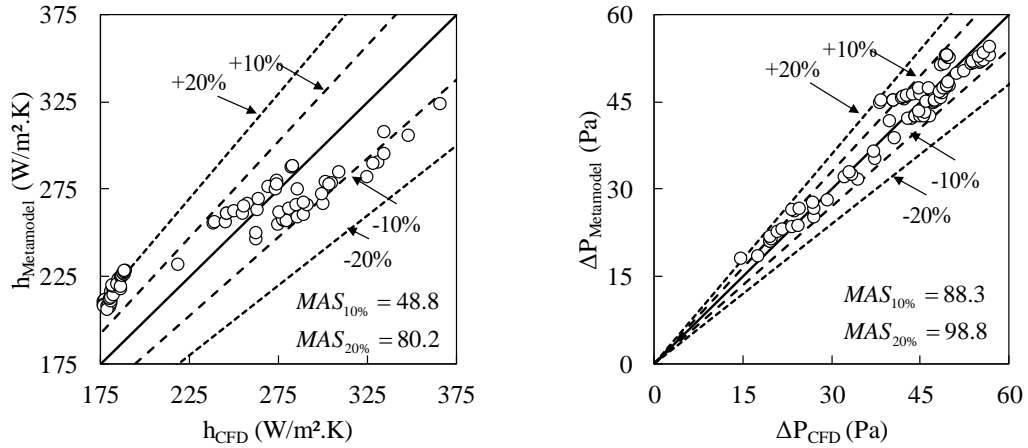 375
325
275
225
175
h_Metamodel (W/m².K)
+20%
+10%
-10%
-20%
MAS_10% = 48.8
MAS_20% = 80.2
175 225 275 325 375
h_CFD (W/m².K)
60
45
30
15
0
ΔP_Metamodel (Pa)
+10%
+20%
-10%
-20%
MAS_10% = 88.3
MAS_20% = 98.8
0 15 30 45 60
ΔP_CFD (Pa)